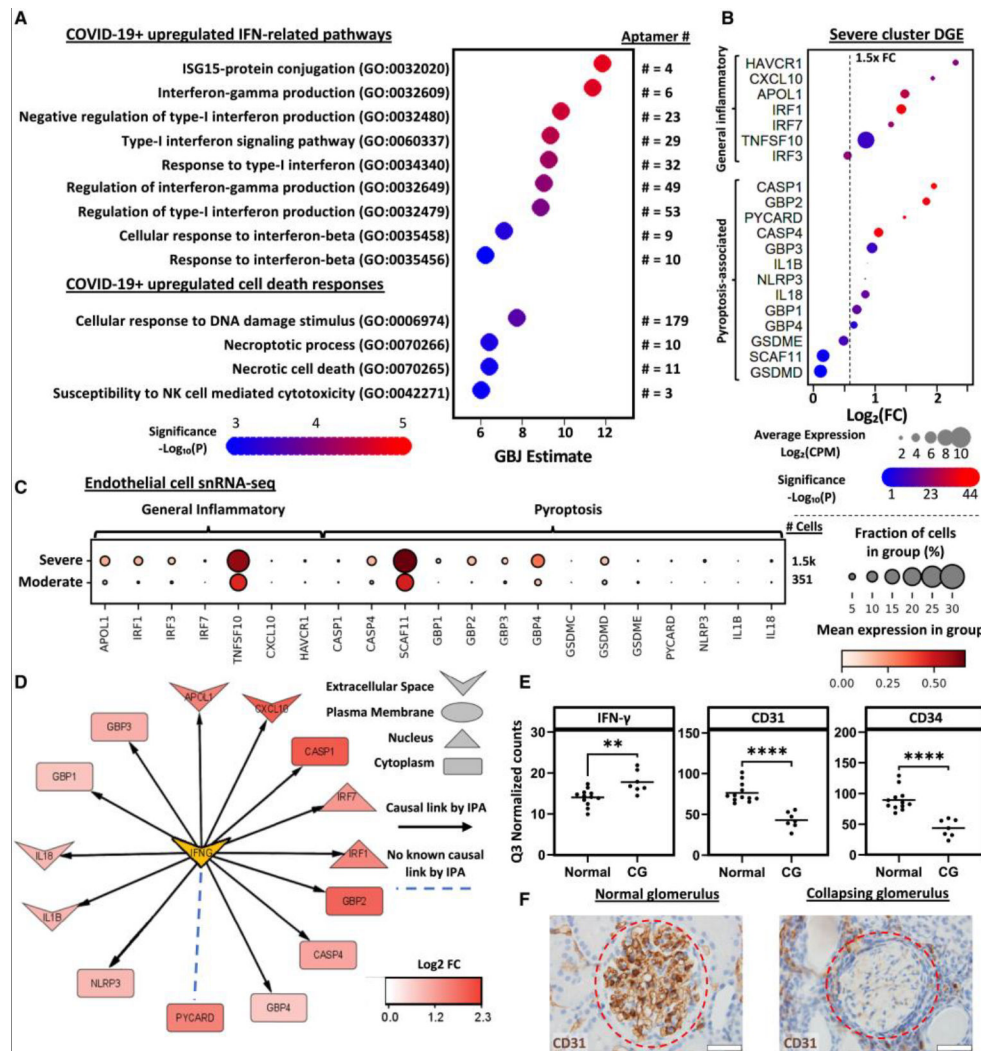 A
COVID-19+ upregulated IFN-related pathways
Aptamer #
ISG15-protein conjugation (GO:0032020) # = 4
Interferon-gamma production (GO:0032609) # = 6
Negative regulation of type-I interferon production (GO:0032480) # = 23
Type-I interferon signaling pathway (GO:0060337) # = 29
Response to type-I interferon (GO:0034340) # = 32
Regulation of interferon-gamma production (GO:0032649) # = 49
Regulation of type-I interferon production (GO:0032479) # = 53
Cellular response to interferon-beta (GO:0035458) # = 9
Response to interferon-beta (GO:0035456) # = 10
COVID-19+ upregulated cell death responses
Cellular response to DNA damage stimulus (GO:0006974) # = 179
Necroptotic process (GO:0070266) # = 10
Necrotic cell death (GO:0070265) # = 11
Susceptibility to NK cell mediated cytotoxicity (GO:0042271) # = 3
Significance
-Log₁₀(P)
3 4 5
6 8 10 12
GBJ Estimate
B
Severe cluster DGE
1.5x FC
General inflammatory
HAVCR1
CXCL10
APOL1
IRF1
IRF7
TNFSF10
IRF3
Pyroptosis-associated
CASP1
GBP2
PYCARD
CASP4
GBP3
IL1B
NLRP3
IL18
GBP1
GBP4
GSDME
SCAF11
GSDMD
0 1 2
Log₂(FC)
Average Expression
Log₂(CPM)
2 4 6 8 10
Significance
-Log₁₀(P)
1 23 44
C
Endothelial cell snRNA-seq
General Inflammatory
Pyroptosis
# Cells
Severe 1.5k
Moderate 351
APOL1
IRF1
IRF3
IRF7
TNFSF10
CXCL10
HAVCR1
CASP1
CASP4
SCAF11
GBP1
GBP2
GBP3
GBP4
GSDMC
GSDMD
GSDME
PYCARD
NLRP3
IL1B
IL18
Fraction of cells
in group (%)
5 10 15 20 25 30
Mean expression in group
0.00 0.25 0.50
D
APOL1
CXCL10
GBP3
CASP1
GBP1
IRF7
IL18
IFNG
IRF1
IL1B
GBP2
NLRP3
CASP4
PYCARD
GBP4
Extracellular Space
Plasma Membrane
Nucleus
Cytoplasm
Causal link by IPA
No known causal
link by IPA
Log2 FC
0.0 1.2 2.3
E
IFN-γ
CD31
CD34
Q3 Normalized counts
30
20
10
0
**
Normal CG
100
75
50
25
0
****
Normal CG
150
100
50
0
****
Normal CG
F
Normal glomerulus
Collapsing glomerulus
CD31
CD31